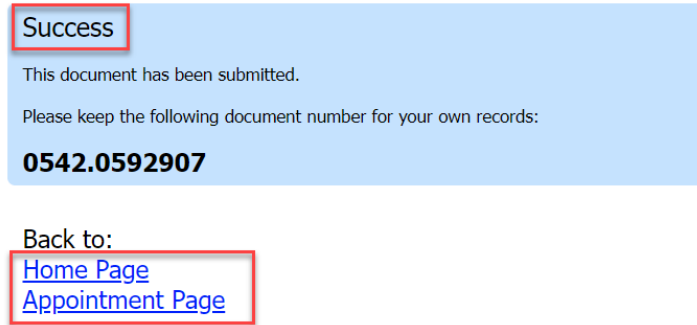 Success
This document has been submitted.
Please keep the following document number for your own records:
0542.0592907
Back to:
Home Page
Appointment Page